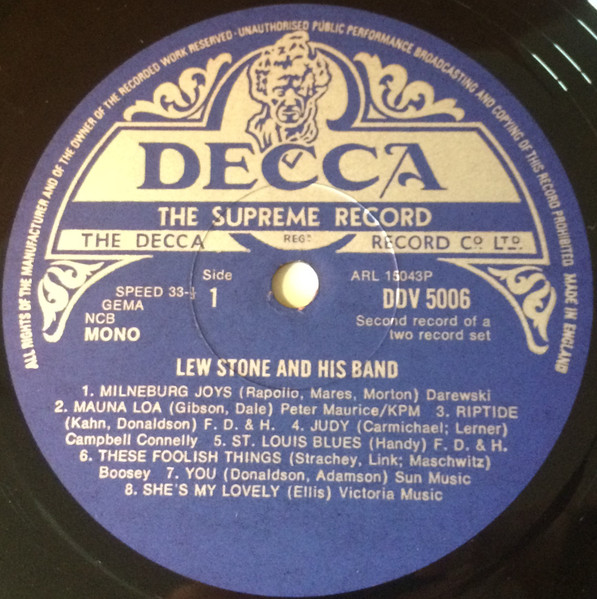 ALL RIGHTS OF THE MANUFACTURER AND OF THE OWNER OF THE RECORDED WORK RESERVED · UNAUTHORISED PUBLIC PERFORMANCE BROADCASTING AND COPYING OF THIS RECORD PROHIBITED MADE IN ENGLAND
DECCA
THE SUPREME RECORD
THE DECCA REGD RECORD CO LTD.
SPEED 33-⅓
GEMA
NCB
MONO
Side
1
ARL 15043P
DDV 5006
Second record of a
two record set
LEW STONE AND HIS BAND
1. MILNEBURG JOYS (Rapollo, Mares, Morton) Darewski
2. MAUNA LOA (Gibson, Dale) Peter Maurice/KPM 3. RIPTIDE
(Kahn, Donaldson) F. D. & H. 4. JUDY (Carmichael; Lerner)
Campbell Connelly 5. ST. LOUIS BLUES (Handy) F. D. & H.
6. THESE FOOLISH THINGS (Strachey, Link; Maschwitz)
Boosey 7. YOU (Donaldson, Adamson) Sun Music
8. SHE'S MY LOVELY (Ellis) Victoria Music